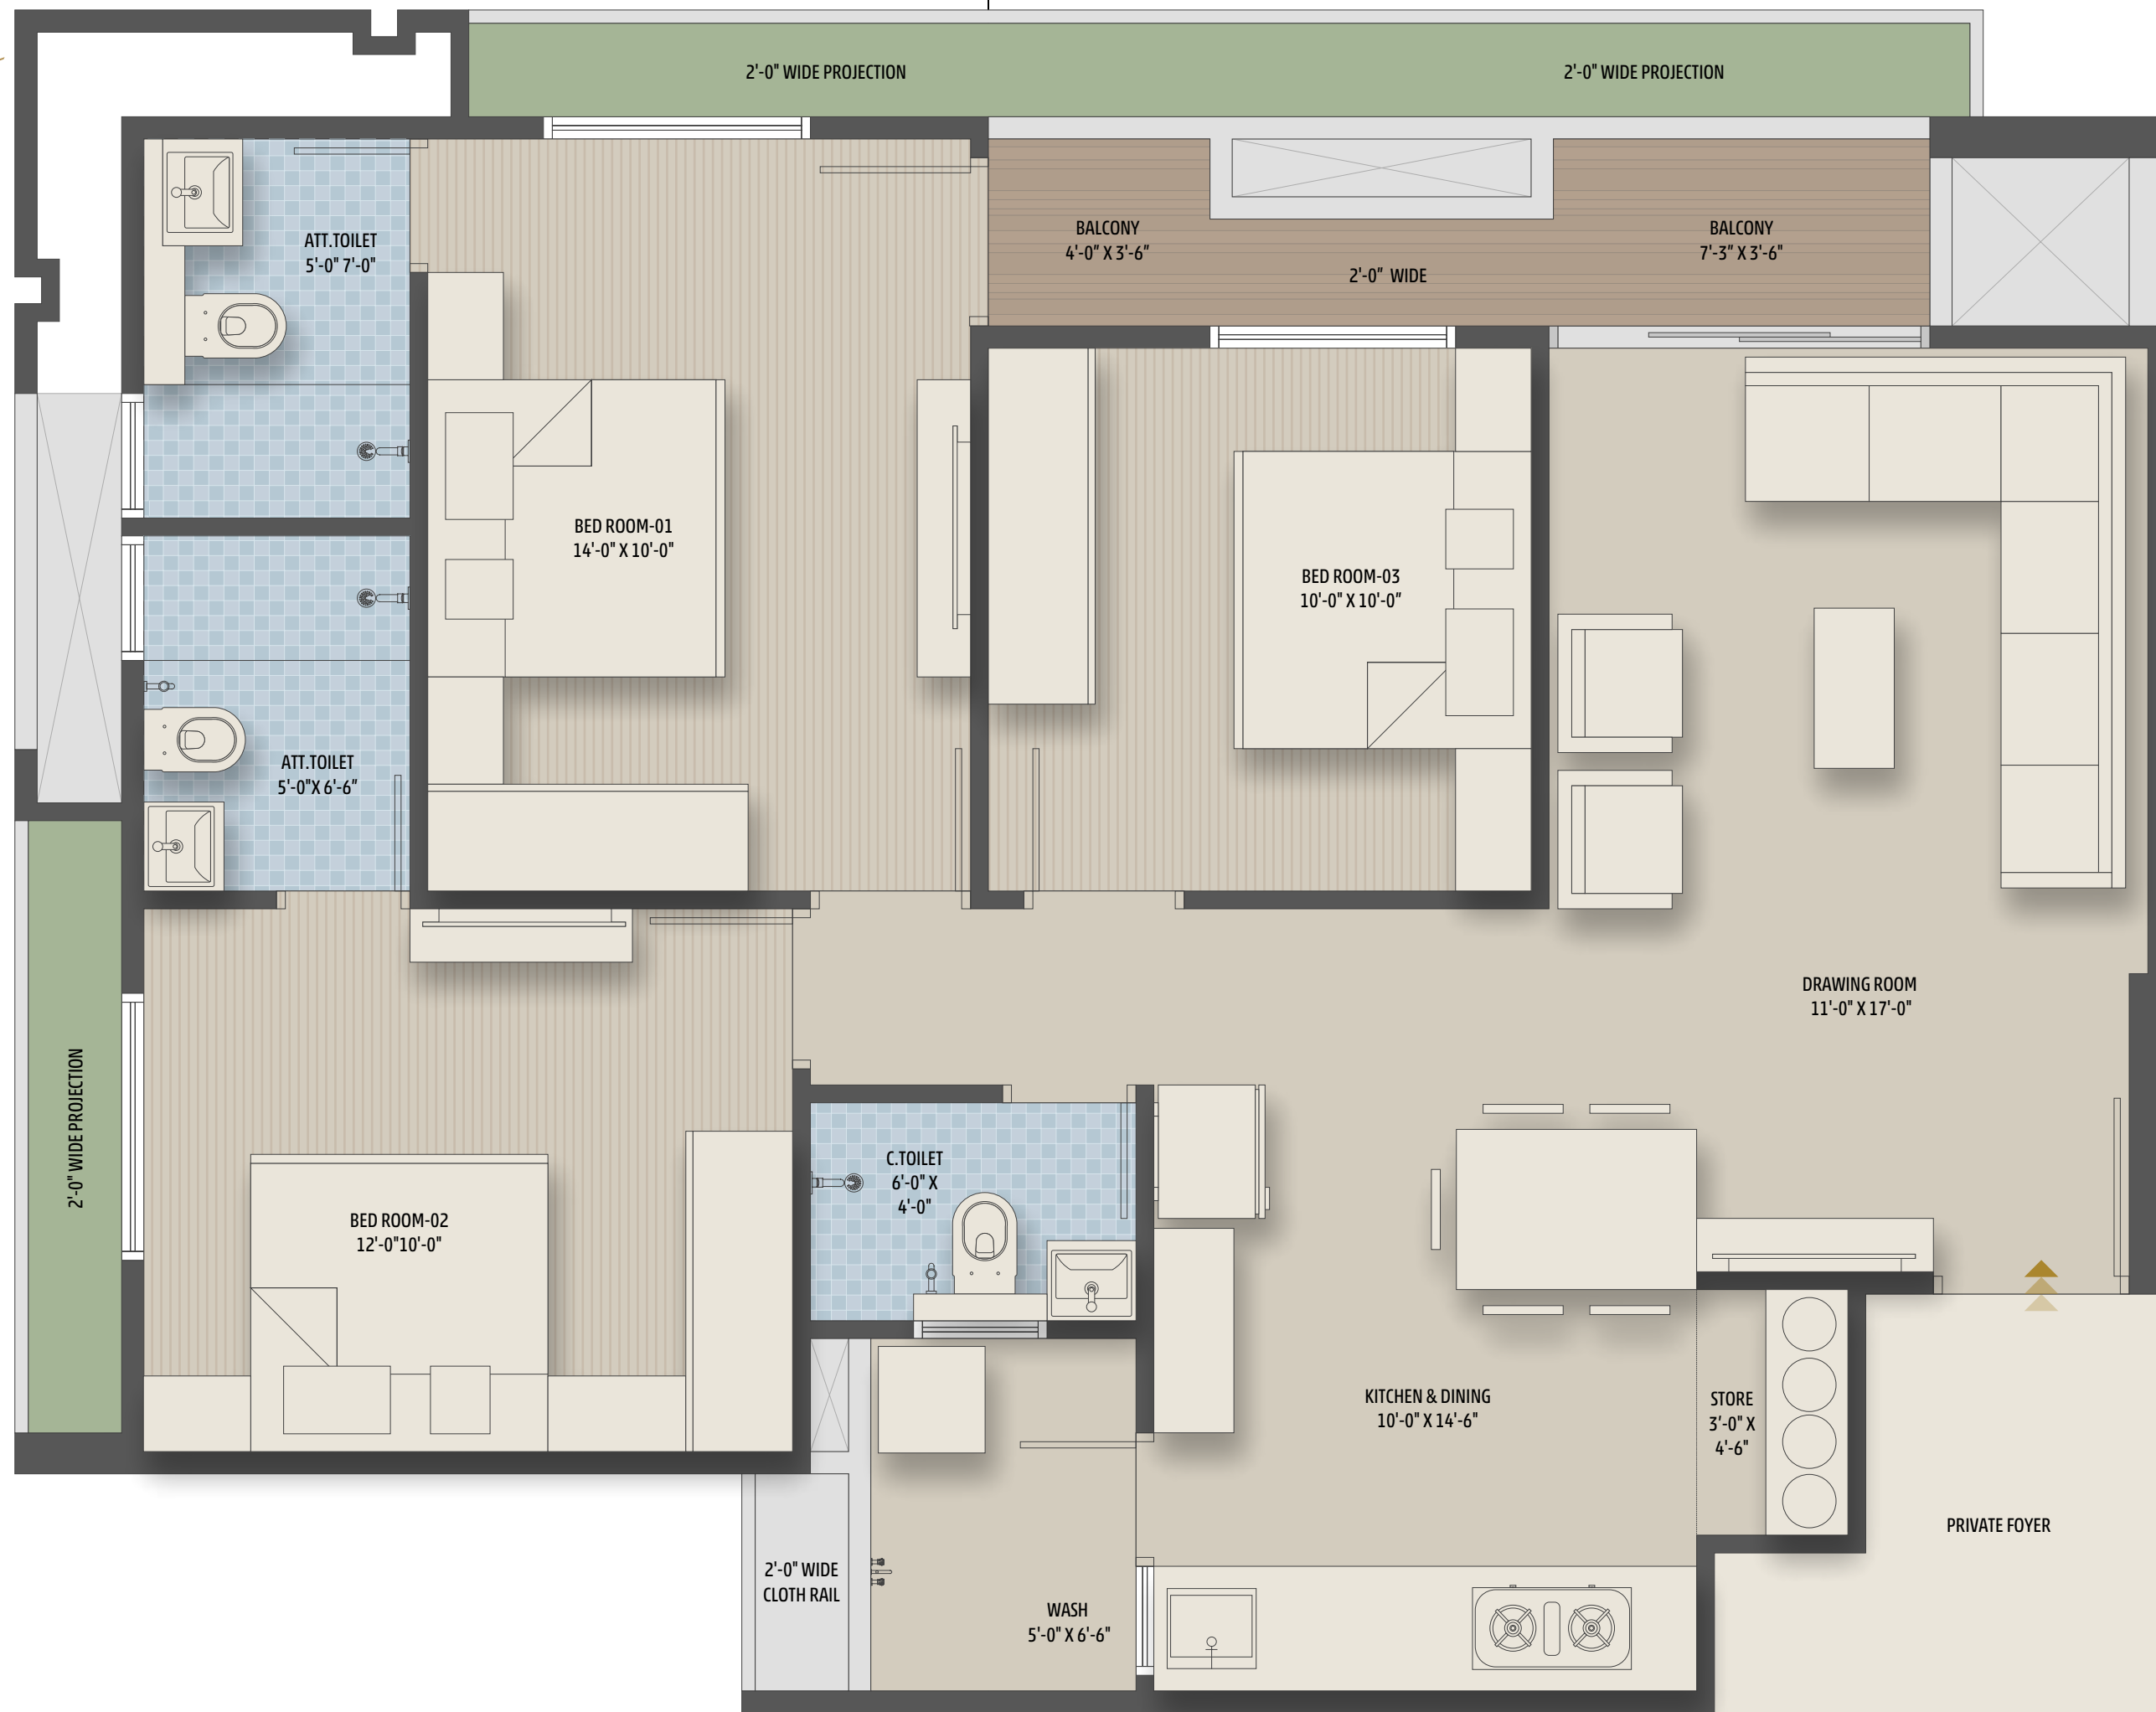 2'-0" WIDE PROJECTION
2'-0" WIDE PROJECTION
BALCONY
4'-0" X 3'-6"
2'-0" WIDE
BALCONY
7'-3" X 3'-6"
ATT.TOILET
5'-0" 7'-0"
BED ROOM-01
14'-0" X 10'-0"
BED ROOM-03
10'-0" X 10'-0"
ATT.TOILET
5'-0"X 6'-6"
DRAWING ROOM
11'-0" X 17'-0"
2'-0" WIDE PROJECTION
C.TOILET
6'-0" X
4'-0"
BED ROOM-02
12'-0"10'-0"
KITCHEN & DINING
10'-0" X 14'-6"
STORE
3'-0" X
4'-6"
PRIVATE FOYER
2'-0" WIDE
CLOTH RAIL
WASH
5'-0" X 6'-6"